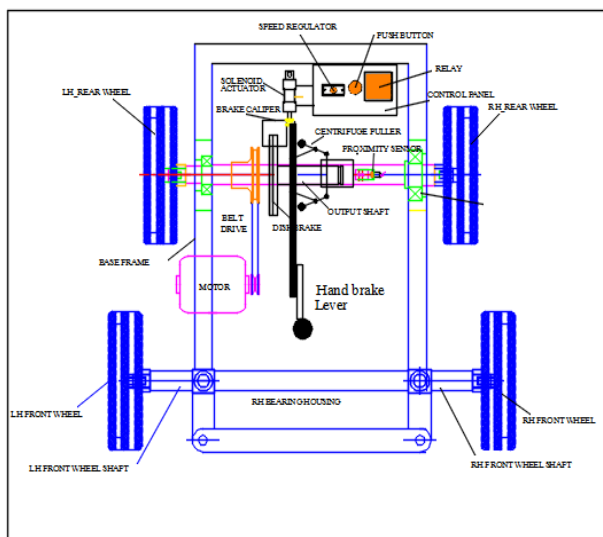 SPEED REGULATOR
PUSH BUTTON
RELAY
SOLENOID
ACTUATOR
CONTROL PANEL
LH_REAR WHEEL
BRAKE CALIPER
RH_REAR WHEEL
CENTRIFUGE FULLER
PROXIMITY SENSOR
OUTPUT SHAFT
BELT
DRIVE
DISH BRAKE
BASE FRAME
MOTOR
Hand brake
Lever
RH BEARING HOUSING
LH FRONT WHEEL
RH FRONT WHEEL
LH FRONT WHEEL SHAFT
RH FRONT WHEEL SHAFT